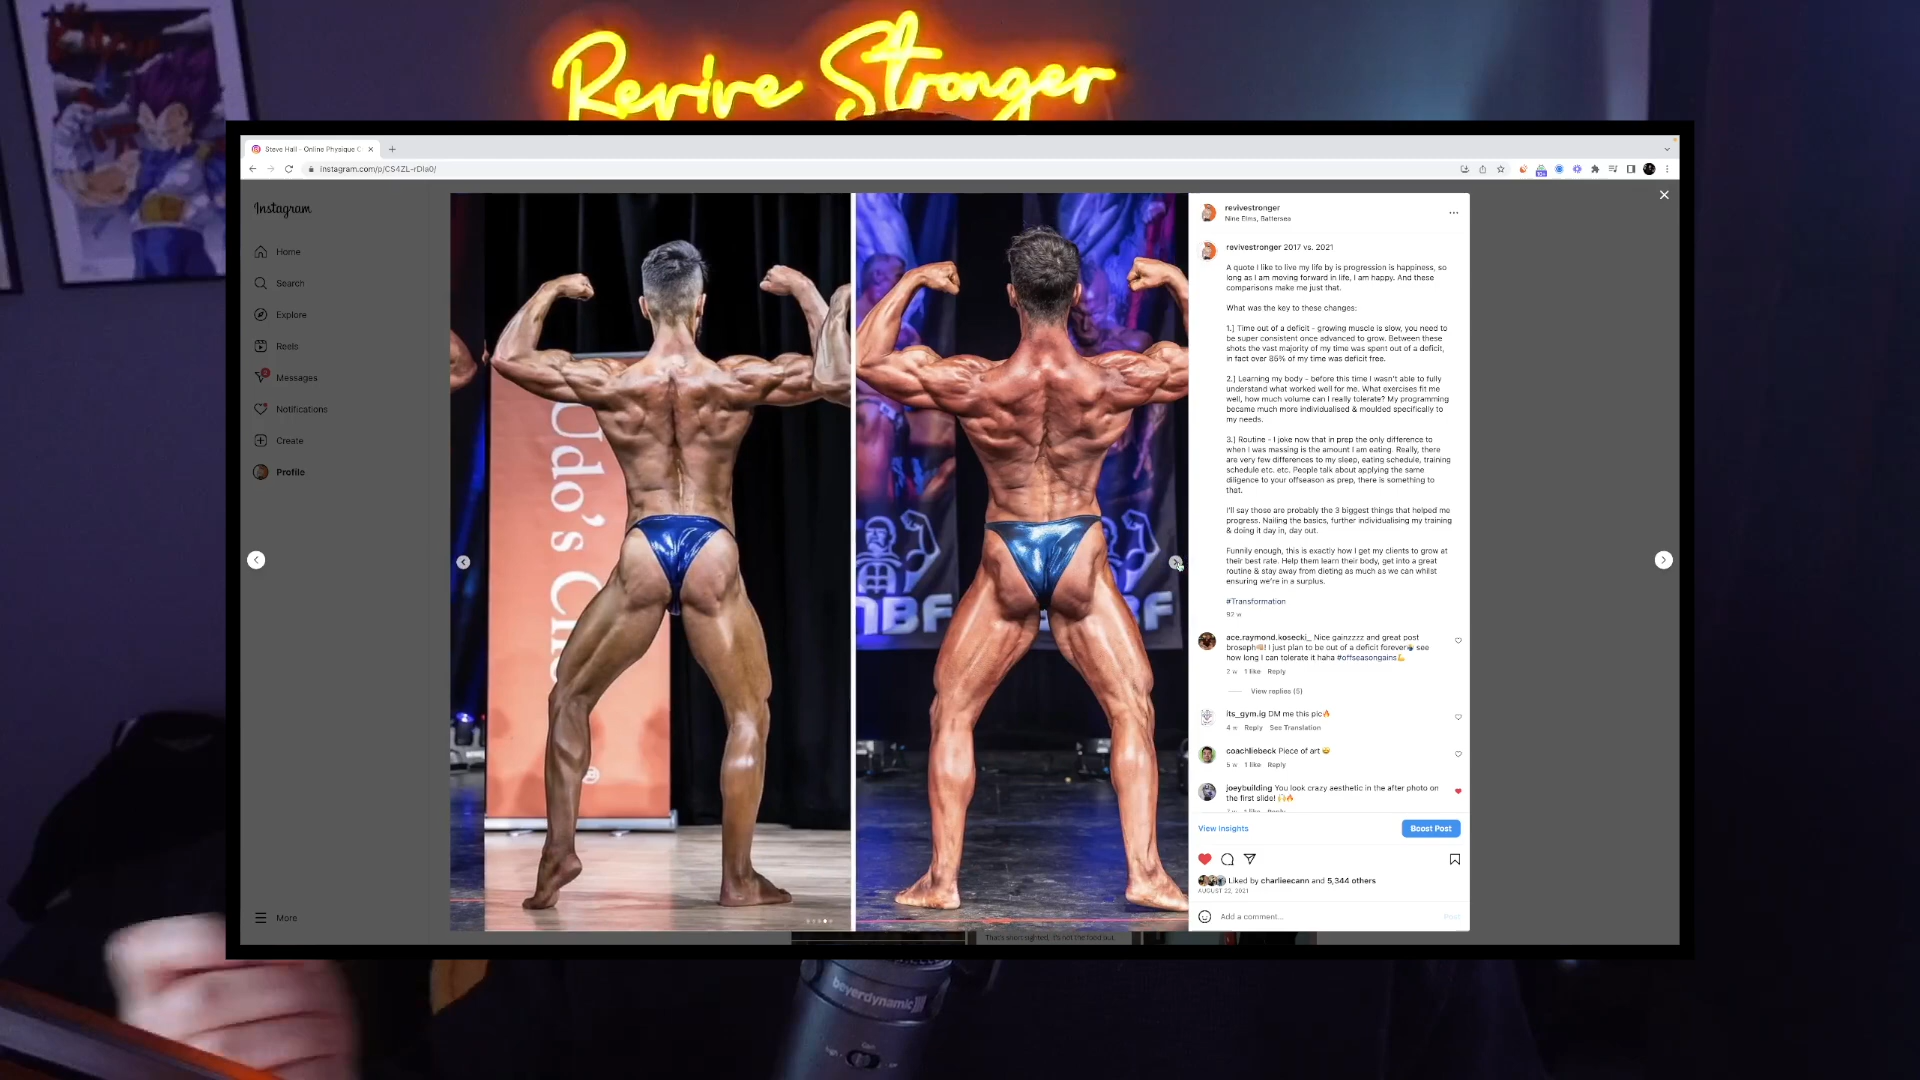 Revive Stronger
Steve Hall - Online Physique C
instagram.com/p/CS4ZL-rDla0/
Instagram
Home
Search
Explore
Reels
Messages
Notifications
Create
Profile
More
Udo's
®
NBF
BF
revivestronger
Nine Elms, Battersea
revivestronger 2017 vs. 2021
A quote I like to live my life by is progression is happiness, so
long as I am moving forward in life, I am happy. And these
comparisons make me just that.
What was the key to these changes:
1.] Time out of a deficit - growing muscle is slow, you need to
be super consistent once advanced to grow. Between these
shots the vast majority of my time was spent out of a deficit,
in fact over 86% of my time was deficit free.
2.] Learning my body - before this time I wasn't able to fully
understand what worked well for me. What exercises fit me
well, how much volume can I really tolerate? My programming
became much more individualised & moulded specifically to
my needs.
3.] Routine - I joke now that in prep the only difference to
when I was massing is the amount I am eating. Really, there
are very few differences to my sleep, eating schedule, training
schedule etc. etc. People talk about applying the same
diligence to your offseason as prep, there is something to
that.
I'll say those are probably the 3 biggest things that helped me
progress. Nailing the basics, further individualising my training
& doing it day in, day out.
Funnily enough, this is exactly how I get my clients to grow at
their best rate. Help them learn their body, get into a great
routine & stay away from dieting as much as we can whilst
ensuring we're in a surplus.
#Transformation
92 w
ace.raymond.kosecki_ Nice gainzzzz and great post
broseph! I just plan to be out of a deficit forever see
how long I can tolerate it haha #offseasongains
2 w 1 like Reply
View replies (5)
its_gym.ig DM me this pic
4 w Reply See Translation
coachliebeck Piece of art
5 w 1 like Reply
joeybuilding You look crazy aesthetic in the after photo on
the first slide!
View Insights
Boost Post
Liked by charlieecann and 5,344 others
AUGUST 22, 2021
Add a comment...
Post
That's short sighted, it's not the food but,
beyerdynamic